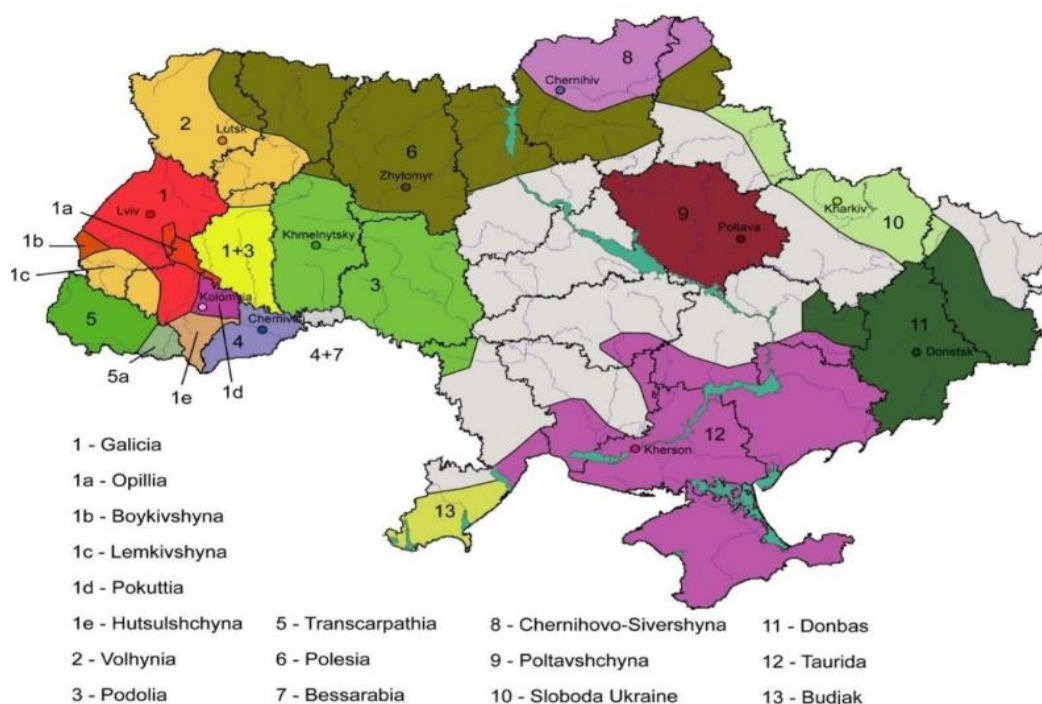 8
Chernihiv
2
Lutsk
6
Zhytomyr
1
1a
Lviv
Kharkiv
10
9
Poltava
1b
1+3
Khmelnytsky
1c
3
Kolomyia
5
Chernivtsi
4
11
Donetsk
4+7
5a
1e
1d
12
Kherson
13
1 - Galicia
1a - Opillia
1b - Boykivshyna
1c - Lemkivshyna
1d - Pokuttia
1e - Hutsulshchyna
2 - Volhynia
3 - Podolia
5 - Transcarpathia
6 - Polesia
7 - Bessarabia
8 - Chernihovo-Sivershyna
9 - Poltavshchyna
10 - Sloboda Ukraine
11 - Donbas
12 - Taurida
13 - Budjak